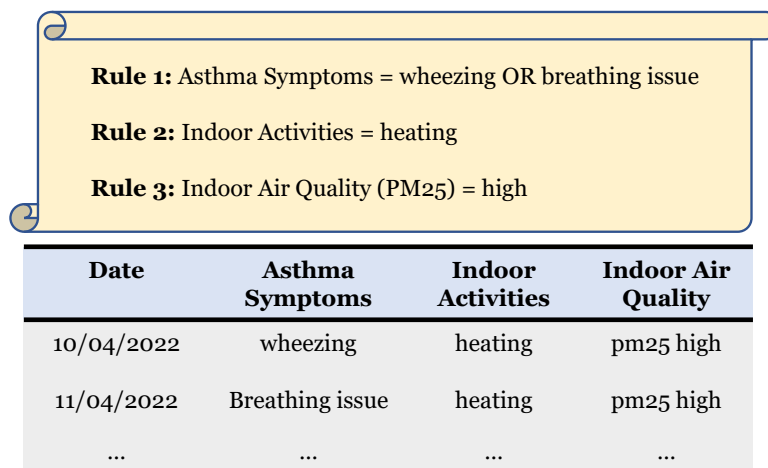 Rule 1: Asthma Symptoms = wheezing OR breathing issue
Rule 2: Indoor Activities = heating
Rule 3: Indoor Air Quality (PM25) = high
Date Asthma Symptoms Indoor Activities Indoor Air Quality
10/04/2022 wheezing heating pm25 high
11/04/2022 Breathing issue heating pm25 high
... ... ... ...